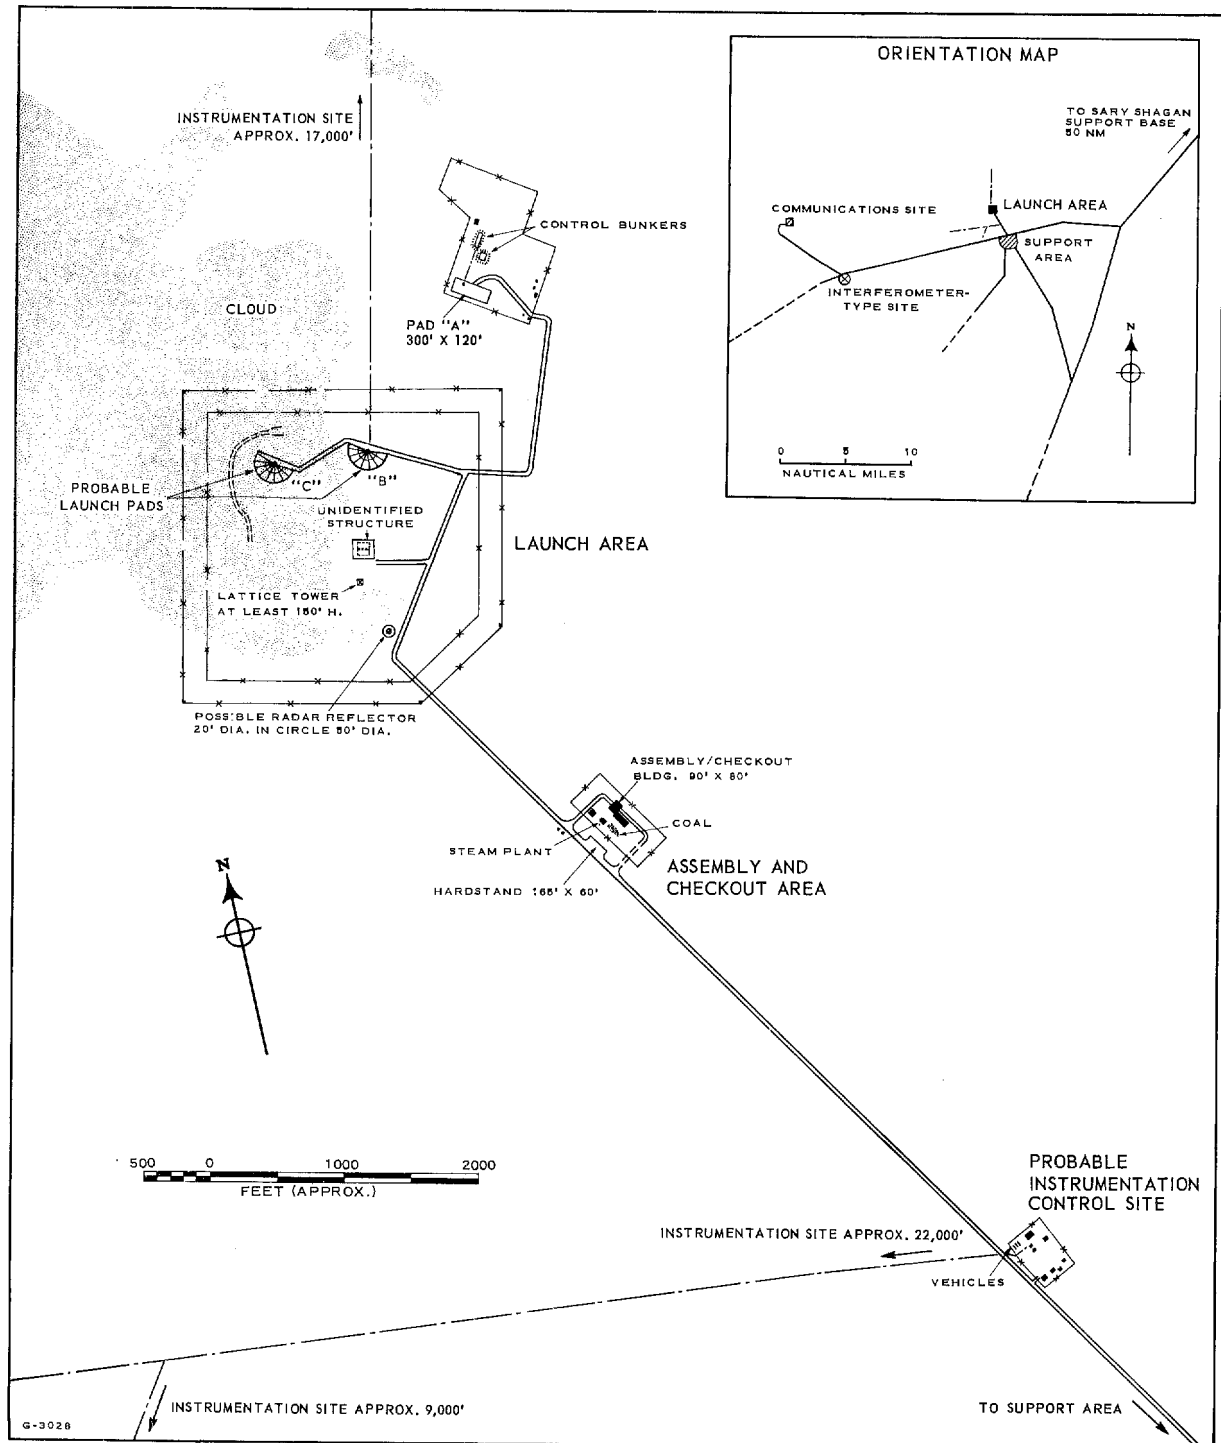 ORIENTATION MAP
TO SARY SHAGAN
SUPPORT BASE
50 NM
COMMUNICATIONS SITE
LAUNCH AREA
SUPPORT
AREA
INTERFEROMETER-
TYPE SITE
N
0 5 10
NAUTICAL MILES
INSTRUMENTATION SITE
APPROX. 17,000'
CONTROL BUNKERS
CLOUD
PAD "A"
300' X 120'
"C"
"B"
PROBABLE
LAUNCH PADS
UNIDENTIFIED
STRUCTURE
LAUNCH AREA
LATTICE TOWER
AT LEAST 150' H.
POSSIBLE RADAR REFLECTOR
20' DIA. IN CIRCLE 50' DIA.
ASSEMBLY/CHECKOUT
BLDG. 90' X 80'
COAL
STEAM PLANT
HARDSTAND 165' X 60'
ASSEMBLY AND
CHECKOUT AREA
N
500 0 1000 2000
FEET (APPROX.)
PROBABLE
INSTRUMENTATION
CONTROL SITE
INSTRUMENTATION SITE APPROX. 22,000'
VEHICLES
INSTRUMENTATION SITE APPROX. 9,000'
TO SUPPORT AREA
G-3028